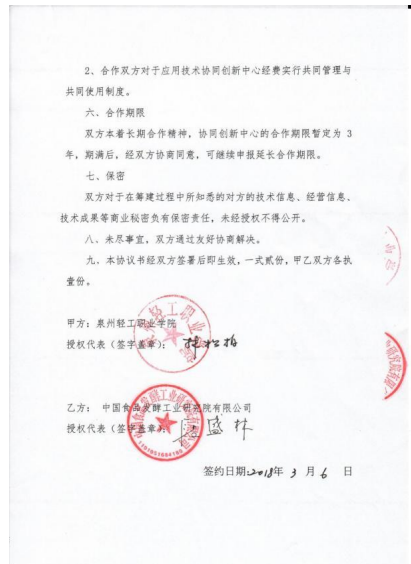 2、合作双方对于应用技术协同创新中心经费实行共同管理与
共同使用制度。
六、合作期限
双方本着长期合作精神，协同创新中心的合作期限暂定为 3
年，期满后，经双方协商同意，可继续申报延长合作期限。
七、保密
双方对于在筹建过程中所知悉的对方的技术信息、经营信息、
技术成果等商业秘密负有保密责任，未经授权不得公开。
八、未尽事宜，双方通过友好协商解决。
九、本协议书经双方签署后即生效，一式贰份，甲乙双方各执
壹份。
甲方：泉州轻工职业学院
授权代表（签字盖章）：
乙方： 中国食品发酵工业研究院有限公司
授权代表（签字盖章）：
签约日期：2018年 3 月 6 日